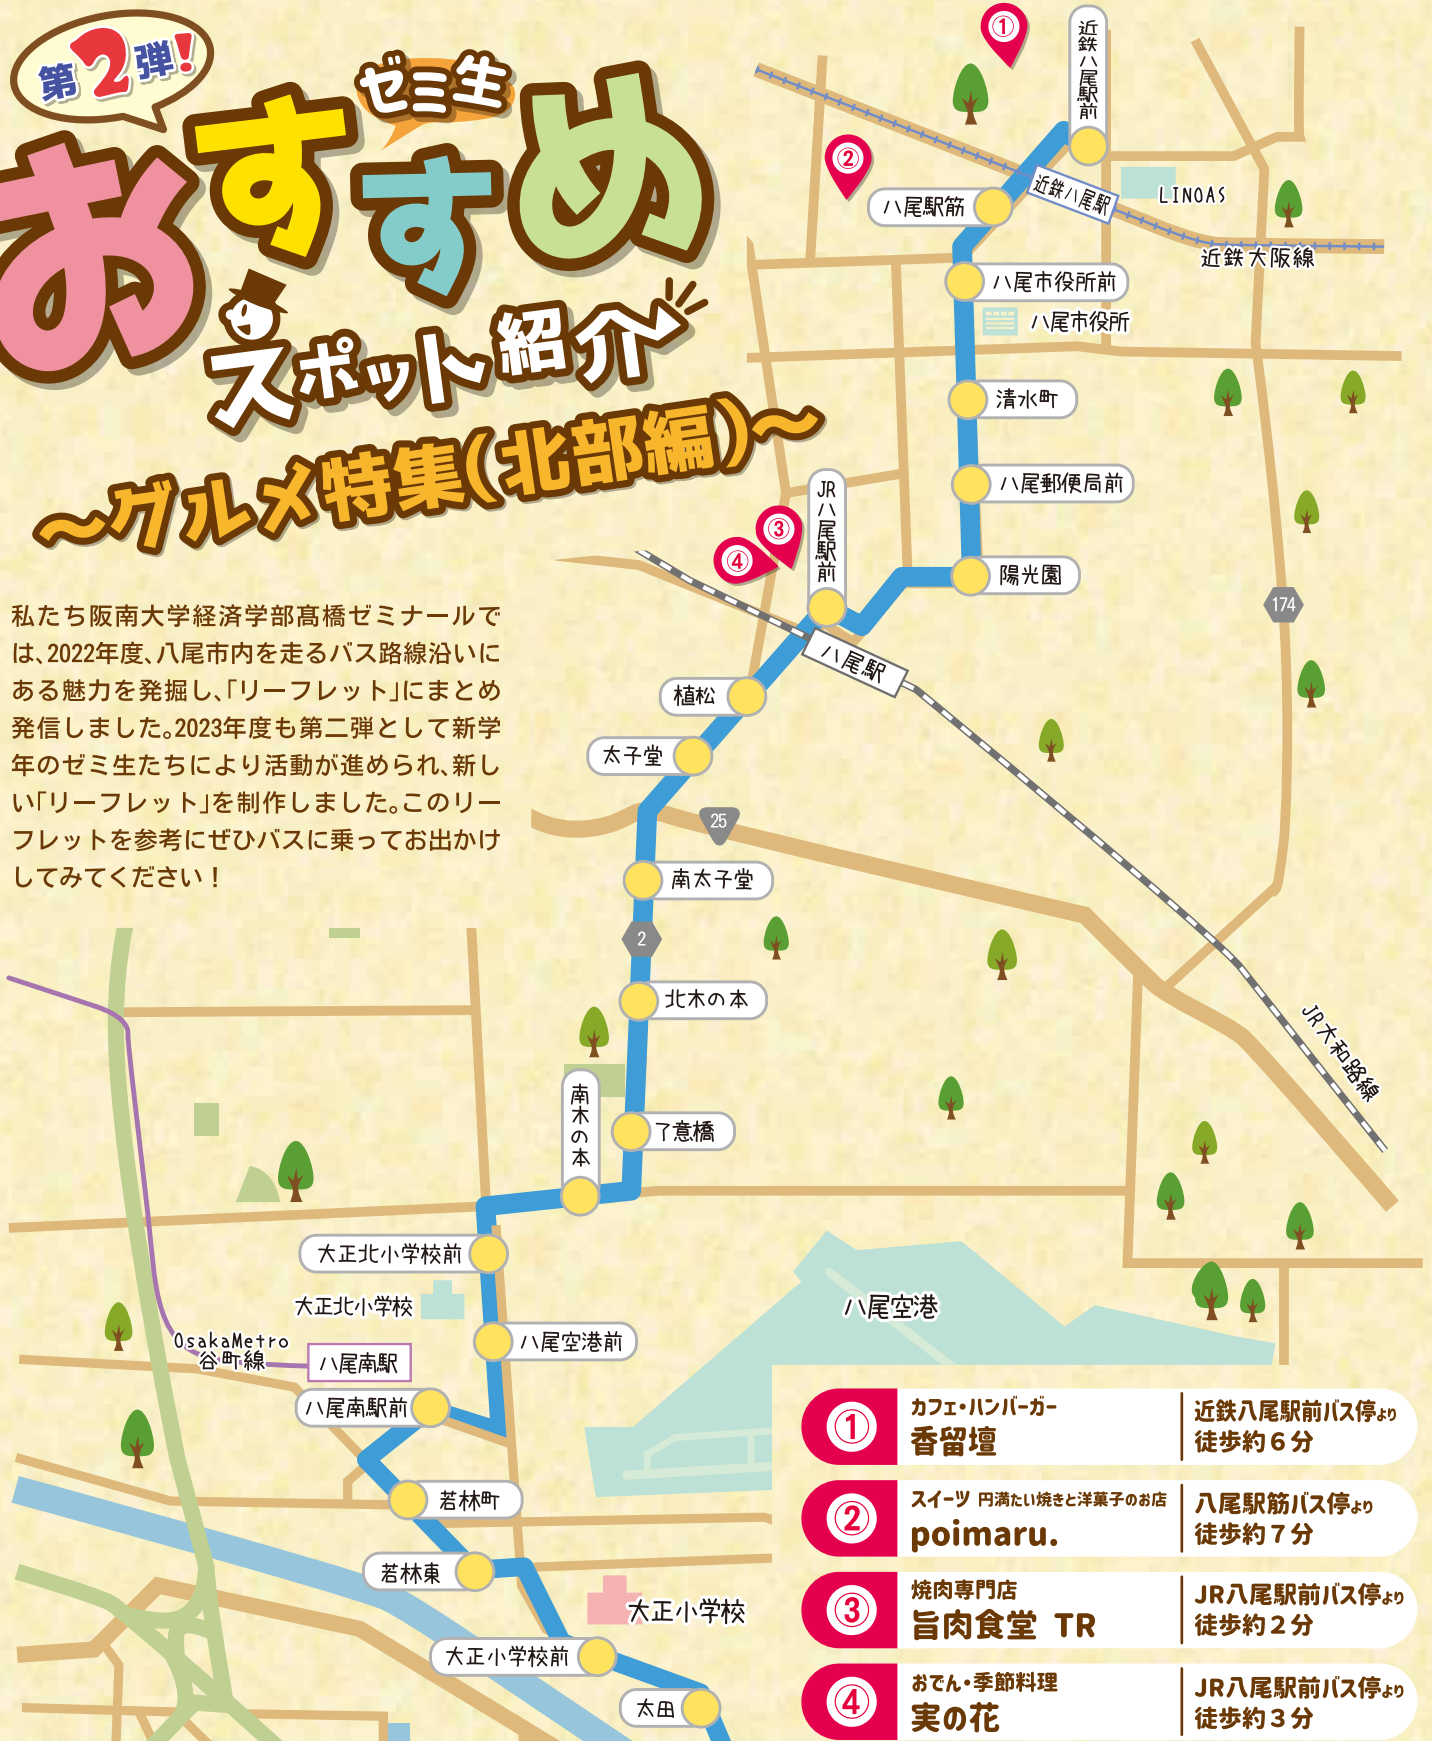 第2弾!
ゼミ生
おすすめ
スポット紹介
～グルメ特集(北部編)～
私たち阪南大学経済学部髙橋ゼミナールで
は、2022年度、八尾市内を走るバス路線沿いに
ある魅力を発掘し、「リーフレット」にまとめ
発信しました。2023年度も第二弾として新学
年のゼミ生たちにより活動が進められ、新し
い「リーフレット」を制作しました。このリー
フレットを参考にぜひバスに乗ってお出かけ
してみてください！
①
近鉄八尾駅前
②
近鉄八尾駅
LINOAS
八尾駅筋
近鉄大阪線
八尾市役所前
八尾市役所
清水町
八尾郵便局前
JR八尾駅前
③
④
陽光園
174
八尾駅
植松
太子堂
25
南太子堂
2
北木の本
JR大和路線
南木の本
了意橋
大正北小学校前
大正北小学校
八尾空港
OsakaMetro
谷町線
八尾南駅
八尾空港前
八尾南駅前
若林町
若林東
大正小学校
大正小学校前
太田
①
カフェ・ハンバーガー
香留壇
近鉄八尾駅前バス停より
徒歩約6分
②
スイーツ 円満たい焼きと洋菓子のお店
poimaru.
八尾駅筋バス停より
徒歩約7分
③
焼肉専門店
旨肉食堂 TR
JR八尾駅前バス停より
徒歩約2分
④
おでん・季節料理
実の花
JR八尾駅前バス停より
徒歩約3分